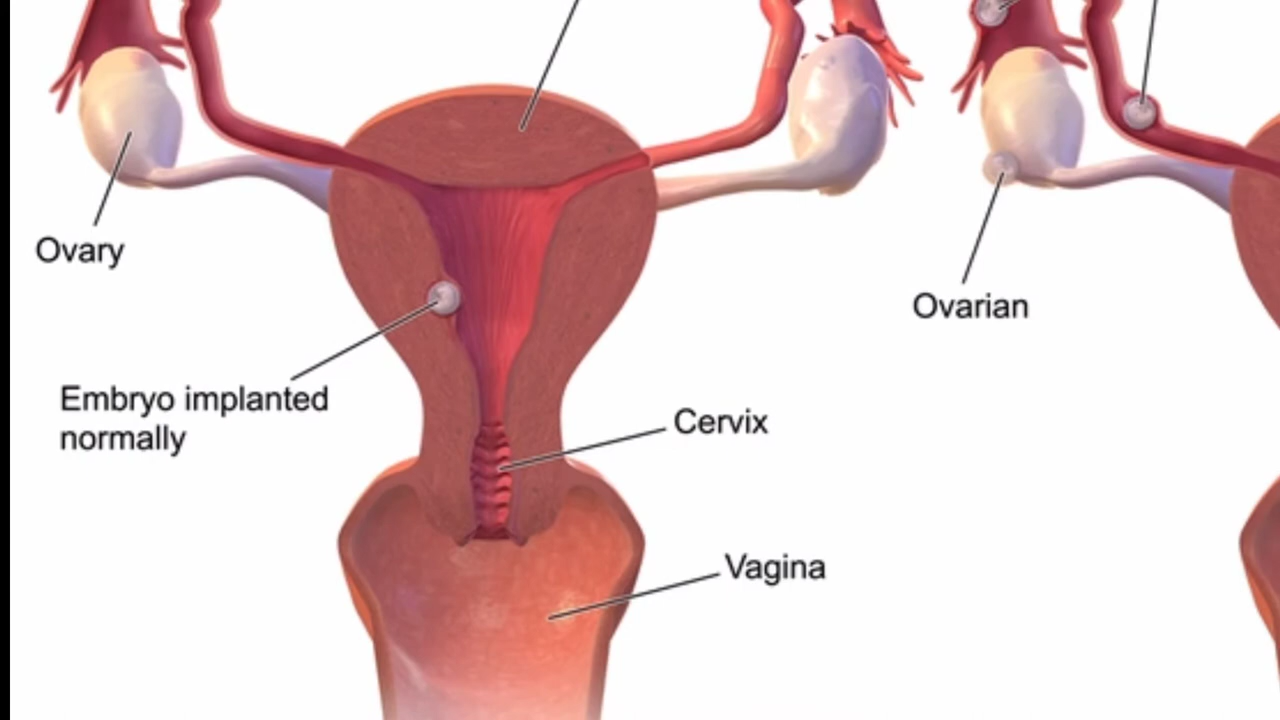 Ovary
Ovarian
Embryo implanted
normally
Cervix
Vagina